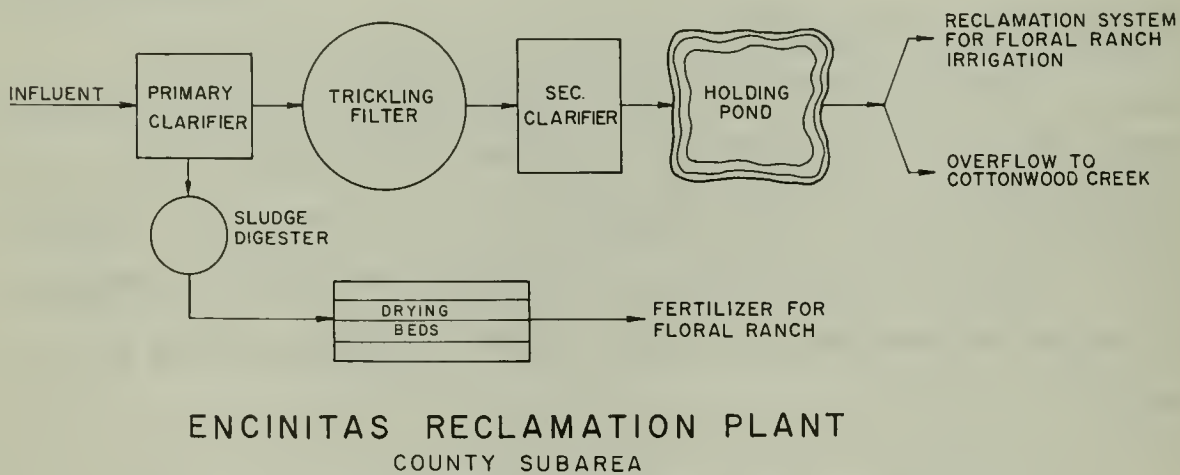 INFLUENT
PRIMARY
CLARIFIER
TRICKLING
FILTER
SEC.
CLARIFIER
HOLDING
POND
RECLAMATION SYSTEM
FOR FLORAL RANCH
IRRIGATION
OVERFLOW TO
COTTONWOOD CREEK
SLUDGE
DIGESTER
DRYING
BEDS
FERTILIZER FOR
FLORAL RANCH
ENCINITAS RECLAMATION PLANT
COUNTY SUBAREA